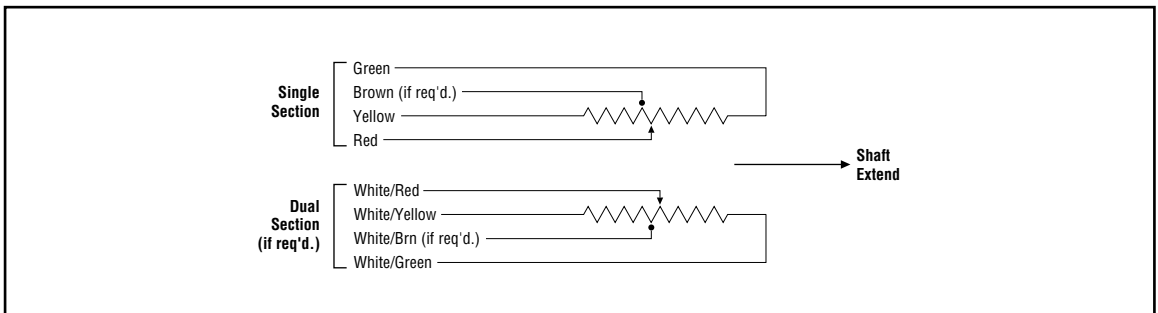 Single
Section
Green
Brown (if req'd.)
Yellow
Red
Shaft
Extend
Dual
Section
(if req'd.)
White/Red
White/Yellow
White/Brn (if req'd.)
White/Green